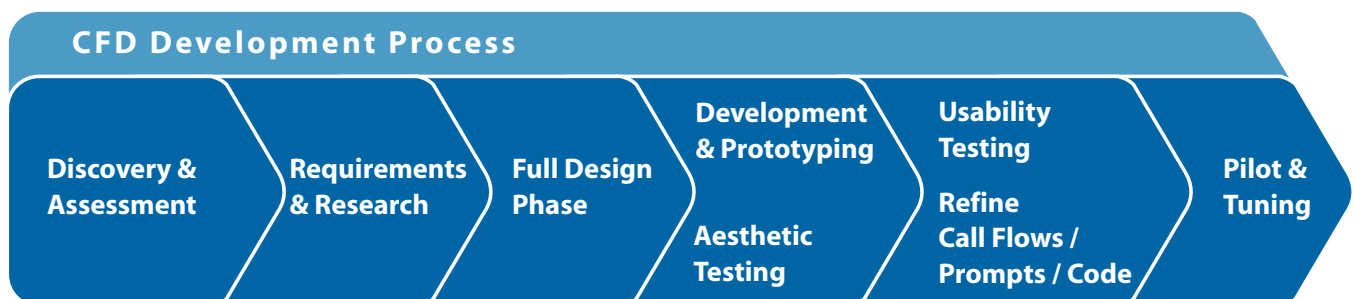 CFD Development Process
Discovery &
Assessment
Requirements
& Research
Full Design
Phase
Development
& Prototyping
Aesthetic
Testing
Usability
Testing
Refine
Call Flows /
Prompts / Code
Pilot &
Tuning